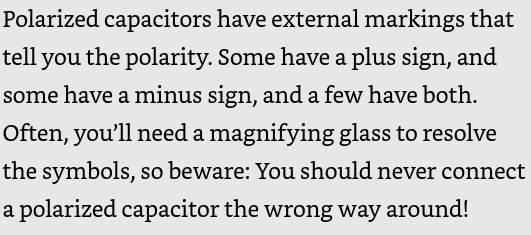 Polarized capacitors have external markings that
tell you the polarity. Some have a plus sign, and
some have a minus sign, and a few have both.
Often, you’ll need a magnifying glass to resolve
the symbols, so beware: You should never connect
a polarized capacitor the wrong way around!